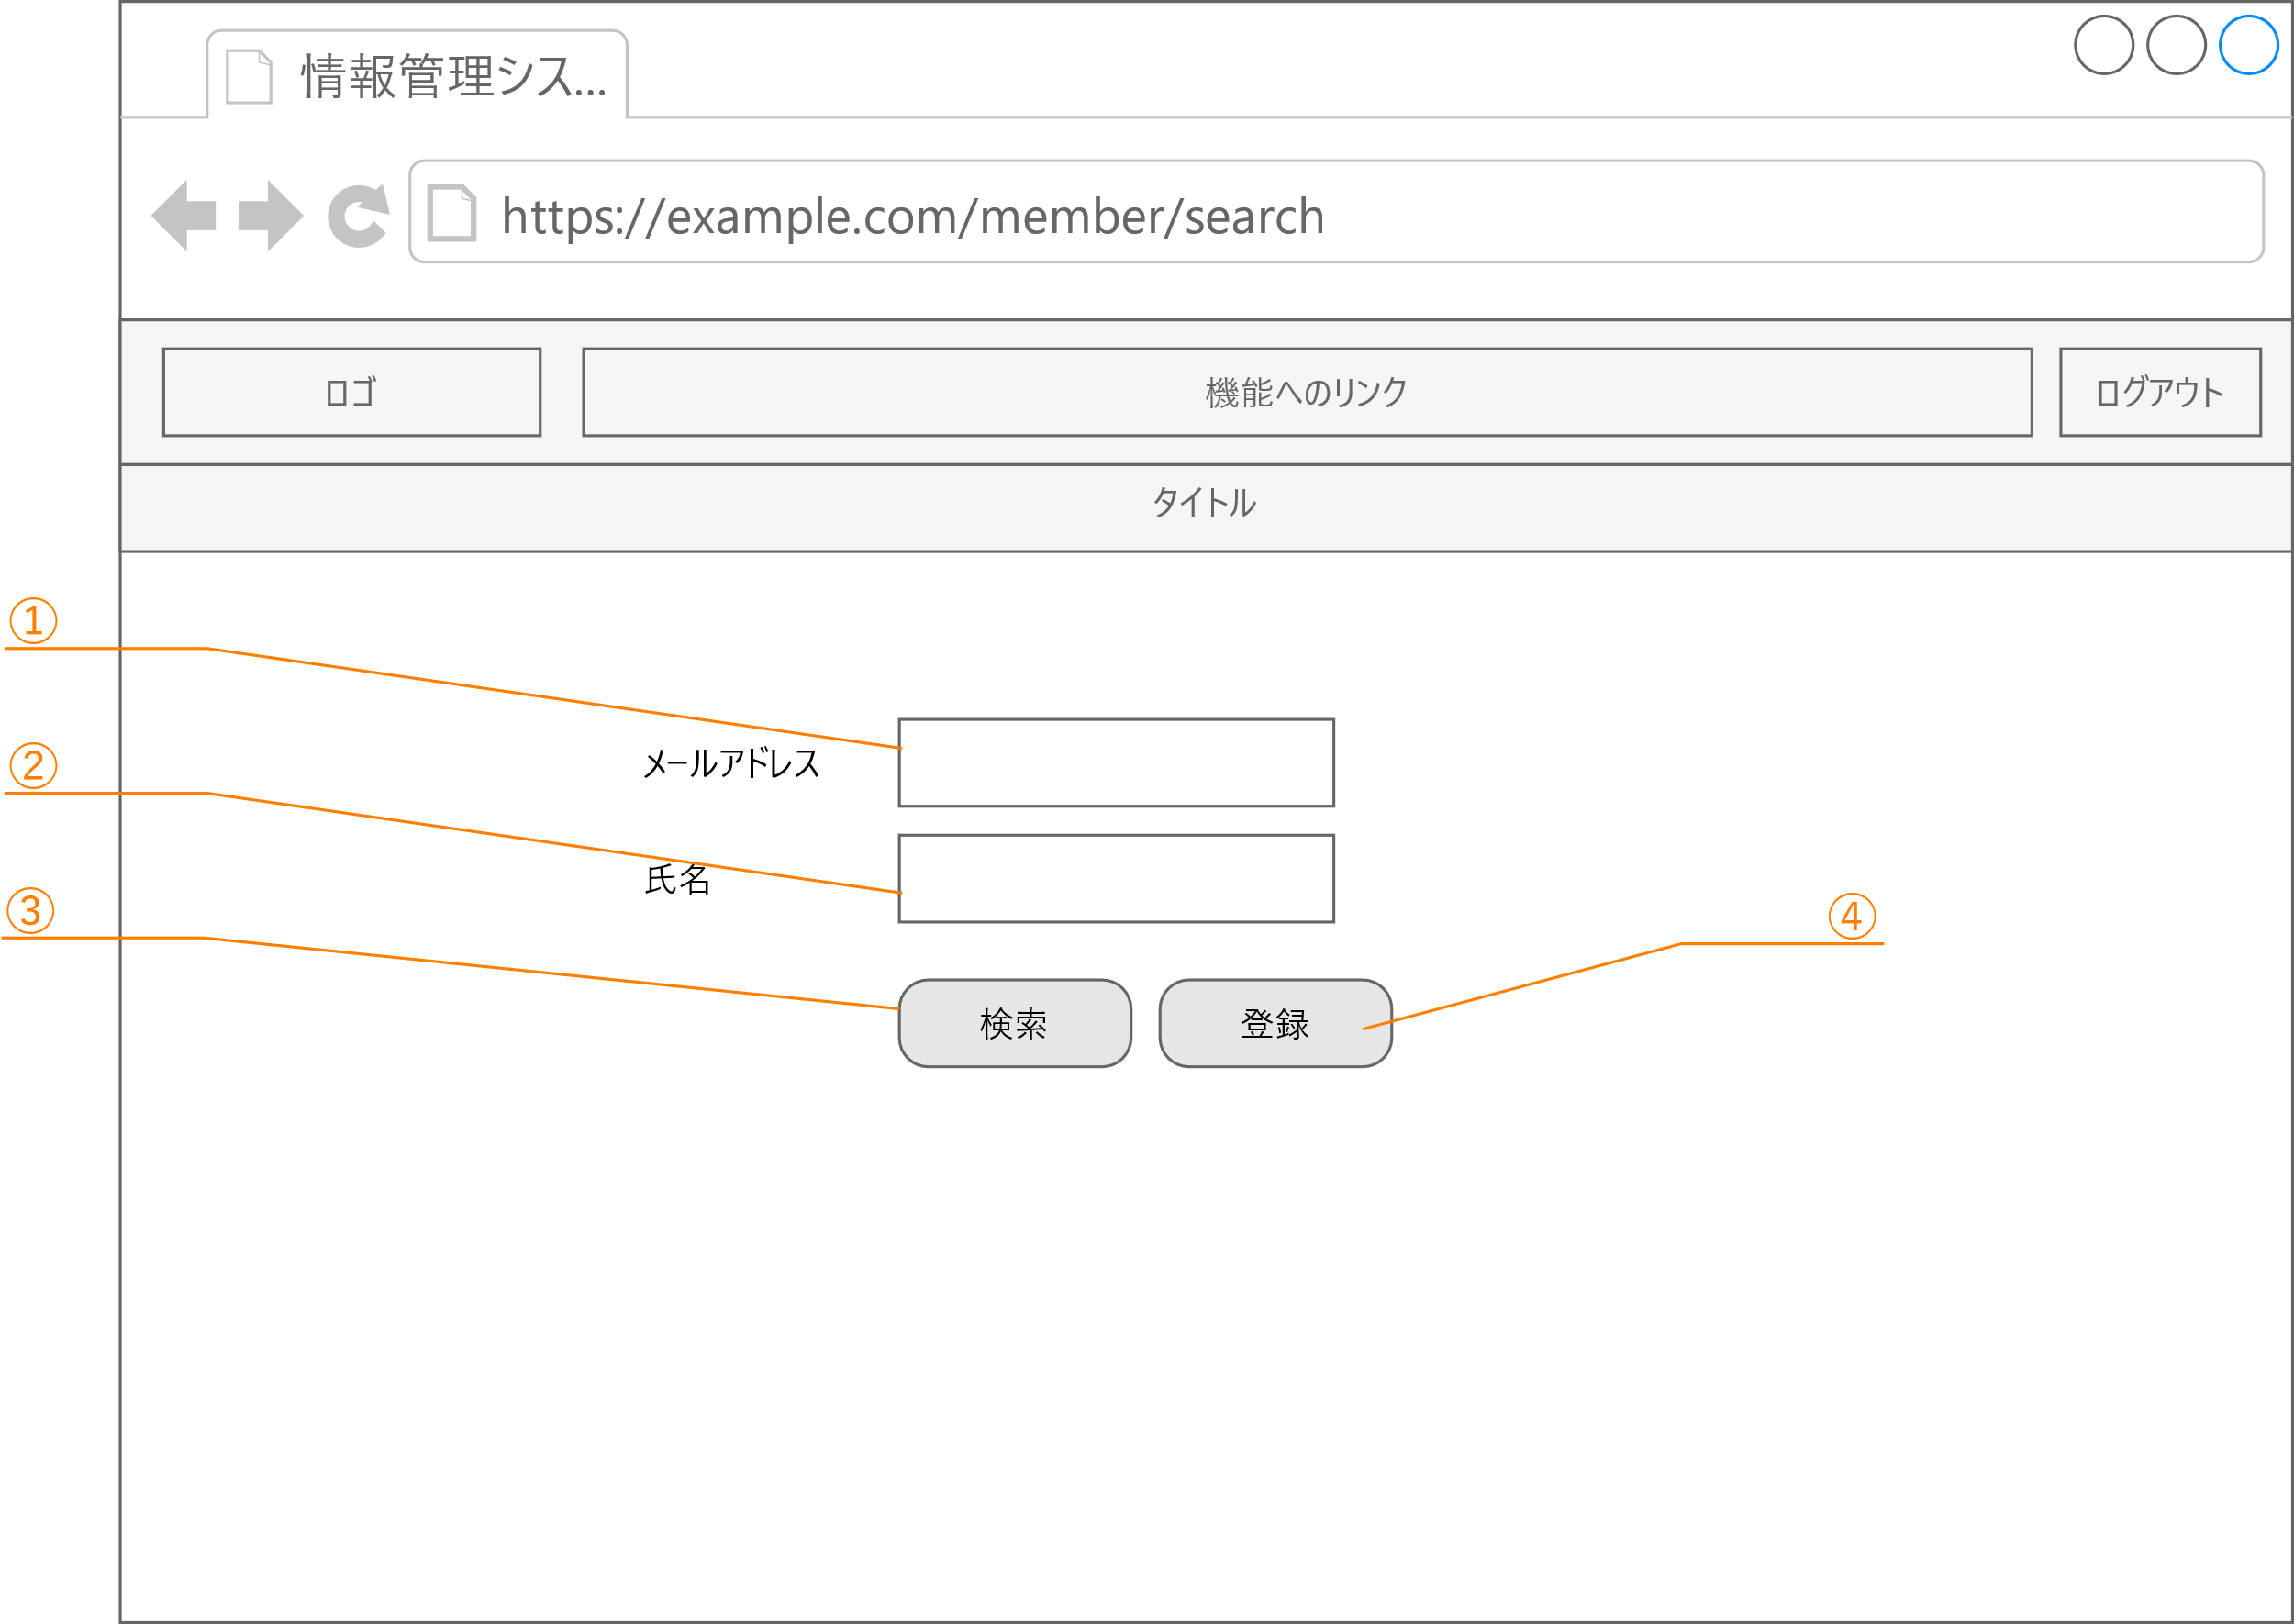 情報管理シス...
https://example.com/member/search
ロゴ
機能へのリンク
ログアウト
タイトル
①
メールアドレス
②
氏名
③
④
検索
登録